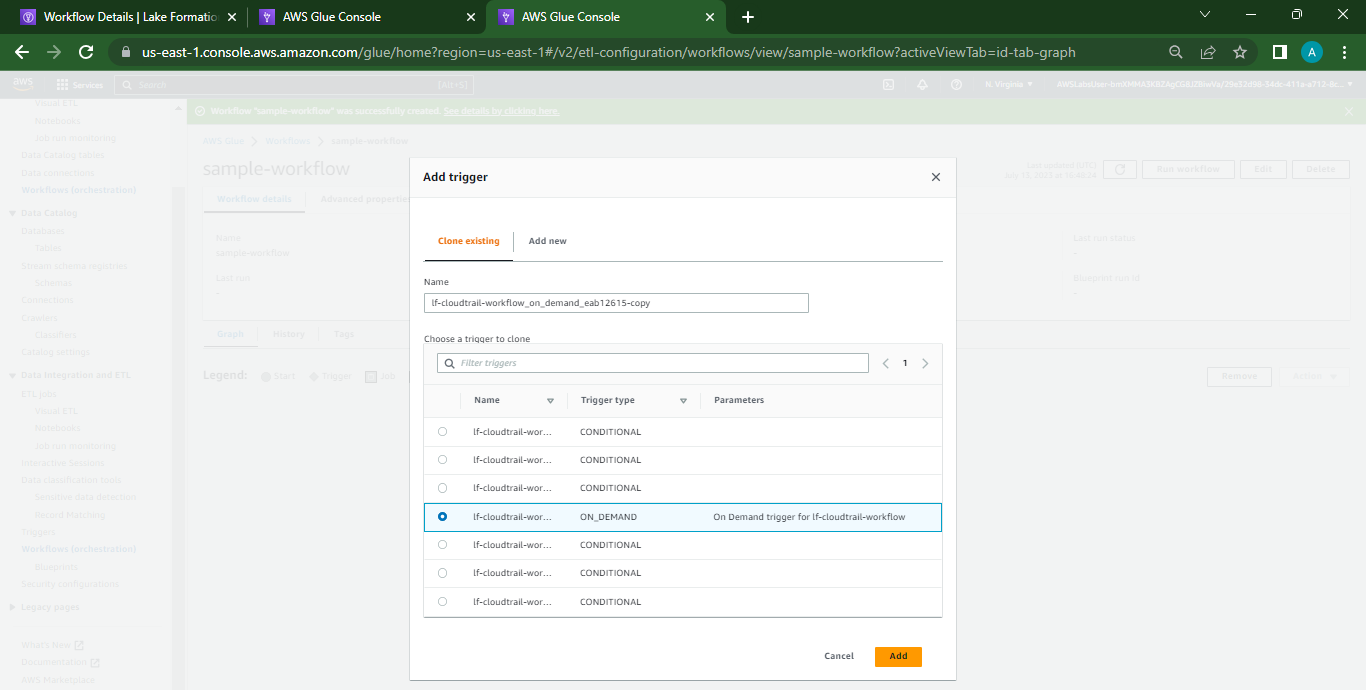 Workflow Details | Lake Formatio
AWS Glue Console
AWS Glue Console
us-east-1.console.aws.amazon.com/glue/home?region=us-east-1#/v2/etl-configuration/workflows/view/sample-workflow?activeViewTab=id-tab-graph
A
aws
Services
Search
[Alt+S]
N. Virginia
Visual ETL
Notebooks
Job run monitoring
Data Catalog tables
Data connections
Workflows (orchestration)
Data Catalog
Databases
Tables
Stream schema registries
Schemas
Connections
Crawlers
Classifiers
Catalog settings
Data Integration and ETL
ETL jobs
Visual ETL
Notebooks
Job run monitoring
Interactive Sessions
Data classification tools
Sensitive data detection
Record Matching
Triggers
Workflows (orchestration)
Blueprints
Security configurations
Legacy pages
What's New
Documentation
AWS Marketplace
Workflow "sample-workflow" was successfully created. See details by clicking here.
AWS Glue
Workflows
sample-workflow
sample-workflow
Last updated (UTC)
Run workflow
Edit
Delete
Workflow details
Advanced properties
Name
sample-workflow
Last run
-
Last run status
-
Blueprint run id
-
Graph
History
Tags
Legend:
Start
Trigger
Job
Remove
Action
Add trigger
Clone existing
Add new
Name
lf-cloudtrail-workflow_on_demand_eab12615-copy
Choose a trigger to clone
Filter triggers
1
Name
Trigger type
Parameters
lf-cloudtrail-wor... CONDITIONAL
lf-cloudtrail-wor... CONDITIONAL
lf-cloudtrail-wor... CONDITIONAL
lf-cloudtrail-wor... ON_DEMAND On Demand trigger for lf-cloudtrail-workflow
lf-cloudtrail-wor... CONDITIONAL
lf-cloudtrail-wor... CONDITIONAL
lf-cloudtrail-wor... CONDITIONAL
Cancel
Add